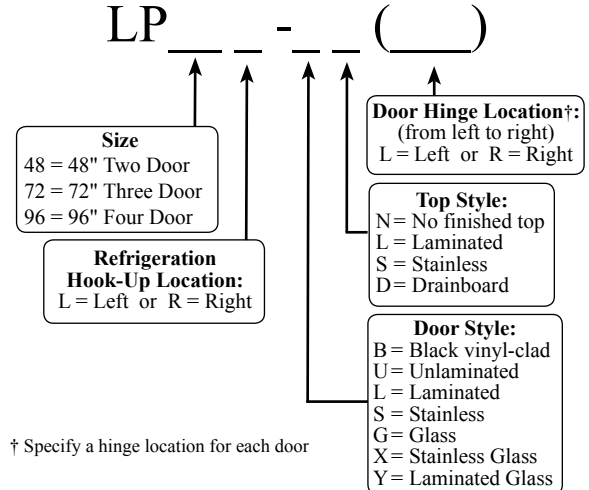 LP__ _ -_ _ (___)
Size
48 = 48" Two Door
72 = 72" Three Door
96 = 96" Four Door
Refrigeration
Hook-Up Location:
L = Left or R = Right
Door Hinge Location†:
(from left to right)
L = Left or R = Right
Top Style:
N = No finished top
L = Laminated
S = Stainless
D = Drainboard
Door Style:
B = Black vinyl-clad
U = Unlaminated
L = Laminated
S = Stainless
G = Glass
X = Stainless Glass
Y = Laminated Glass
† Specify a hinge location for each door